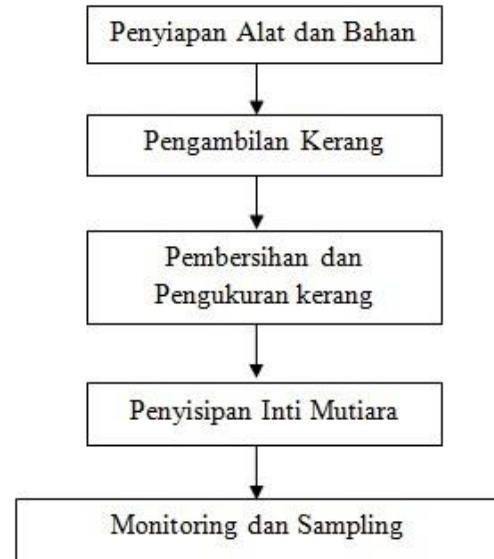 Penyiapan Alat dan Bahan
Pengambilan Kerang
Pembersihan dan
Pengukuran kerang
Penyisipan Inti Mutiara
Monitoring dan Sampling